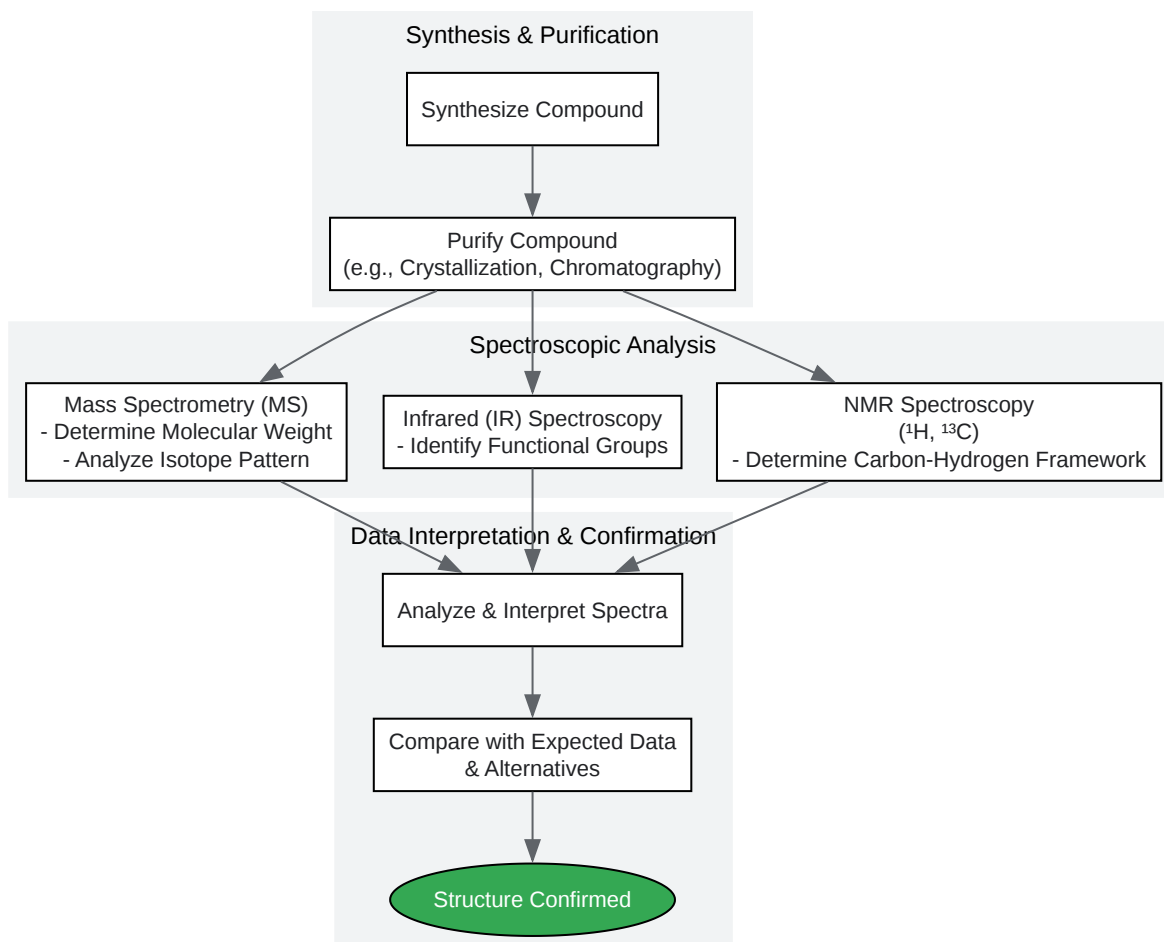 Synthesis & Purification
Synthesize Compound
Purify Compound
(e.g., Crystallization, Chromatography)
Spectroscopic Analysis
Mass Spectrometry (MS)
- Determine Molecular Weight
- Analyze Isotope Pattern
Infrared (IR) Spectroscopy
- Identify Functional Groups
NMR Spectroscopy
(¹H, ¹³C)
- Determine Carbon-Hydrogen Framework
Data Interpretation & Confirmation
Analyze & Interpret Spectra
Compare with Expected Data
& Alternatives
Structure Confirmed